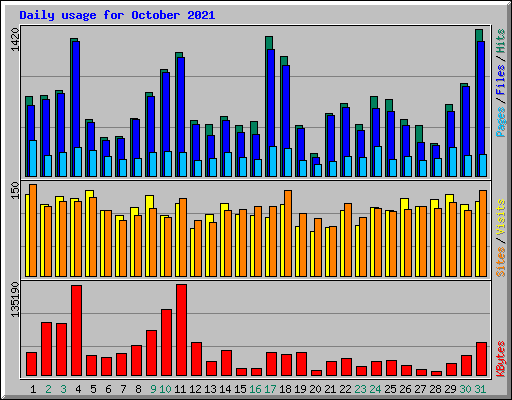 Daily usage for October 2021
1420
Pages / Files / Hits
150
Sites / Visits
135190
KBytes
1 2 3 4 5 6 7 8 9 10 11 12 13 14 15 16 17 18 19 20 21 22 23 24 25 26 27 28 29 30 31